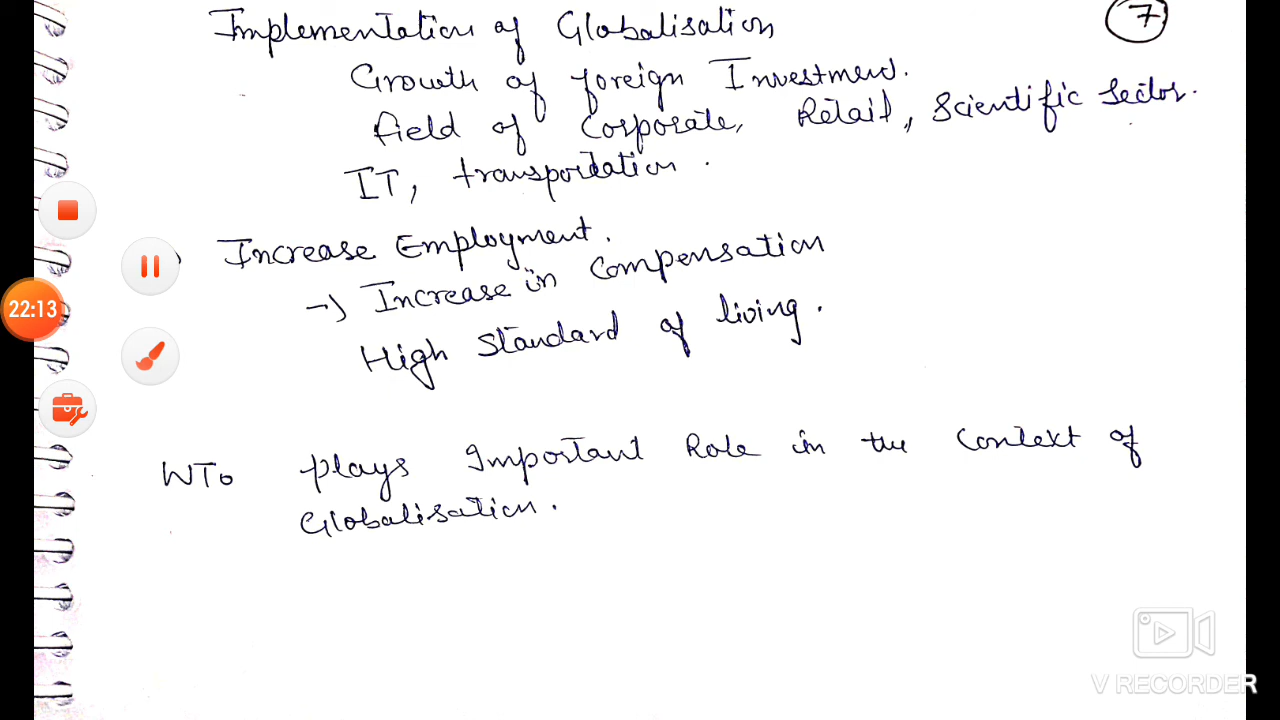 7
Implementation of Globalisation
Growth of foreign Investment.
field of Corporate, Retail, Scientific Sector.
IT, transportation.
Increase Employment.
→ Increase in Compensation
High Standard of living.
22:13
WTO plays Important Role in the Context of
Globalisation.
V RECORDER